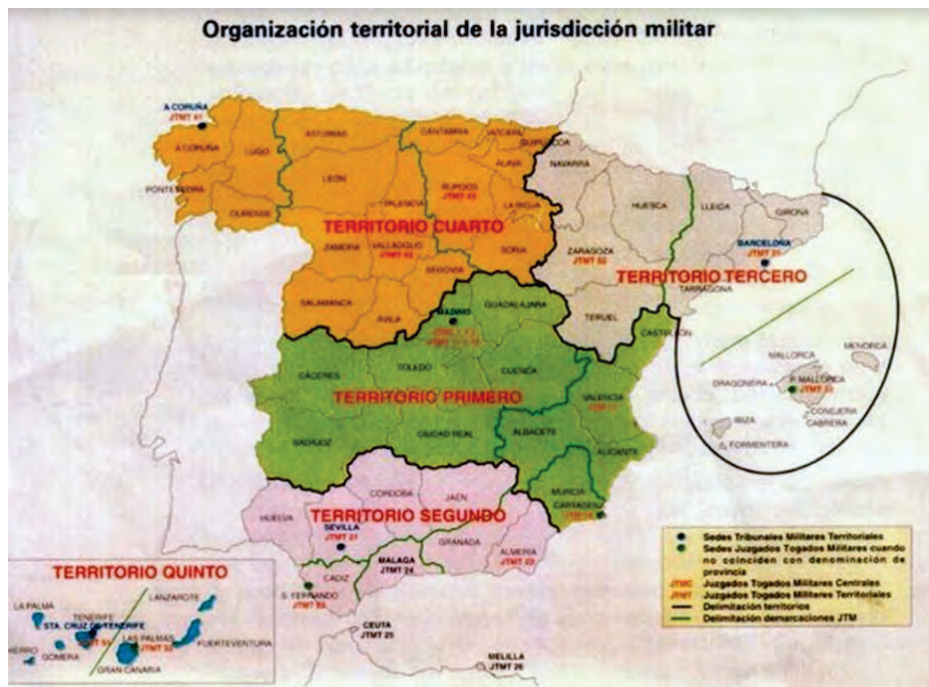 Organización territorial de la jurisdicción militar
A CORUÑA
JTMT 41
A CORUÑA
LUGO
PONTEVEDRA
OURENSE
ASTURIAS
LEON
CANTABRIA
VIZCAYA
GUIPUZCOA
ALAVA
PALENCIA
BURGOS
LA RIOJA
TERRITORIO CUARTO
ZAMORA
VALLADOLID
SORIA
SEGOVIA
SALAMANCA
AVILA
NAVARRA
HUESCA
LLEIDA
GIRONA
ZARAGOZA
BARCELONA
TERRITORIO TERCERO
TARRAGONA
TERUEL
MALLORCA
MENORCA
DRAGONERA
P. MALLORCA
CONEJERA
CABRERA
IBIZA
FORMENTERA
MADRID
GUADALAJARA
CASTELLON
CACERES
TOLEDO
CUENCA
VALENCIA
TERRITORIO PRIMERO
BADAJOZ
CIUDAD REAL
ALBACETE
ALICANTE
MURCIA
CARTAGENA
HUELVA
CORDOBA
JAEN
TERRITORIO SEGUNDO
SEVILLA
JTMT 21
GRANADA
ALMERIA
MALAGA
JTMT 24
CADIZ
S. FERNANDO
CEUTA
JTMT 25
MELILLA
JTMT 26
TERRITORIO QUINTO
LANZAROTE
LA PALMA
TENERIFE
STA. CRUZ DE TENERIFE
LAS PALMAS
FUERTEVENTURA
GOMERA
GRAN CANARIA
Sedes Tribunales Militares Territoriales
Sedes Juzgados Togados Militares cuando
no coinciden con denominación de
provincia
JTMC Juzgados Togados Militares Centrales
JTMT Juzgados Togados Militares Territoriales
Delimitación territorios
Delimitación demarcaciones JTM